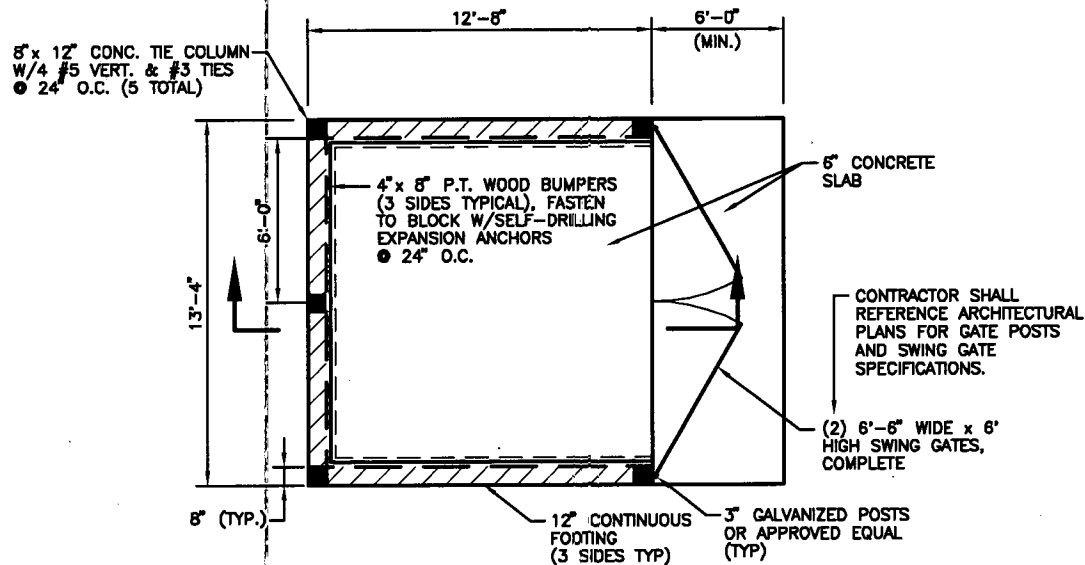 12'-8"
6'-0"
(MIN.)
8" x 12" CONC. TIE COLUMN
W/4 #5 VERT. & #3 TIES
@ 24" O.C. (5 TOTAL)
6" CONCRETE
SLAB
4" x 8" P.T. WOOD BUMPERS
(3 SIDES TYPICAL), FASTEN
TO BLOCK W/SELF-DRILLING
EXPANSION ANCHORS
@ 24" O.C.
6'-0"
13'-4"
CONTRACTOR SHALL
REFERENCE ARCHITECTURAL
PLANS FOR GATE POSTS
AND SWING GATE
SPECIFICATIONS.
(2) 6'-6" WIDE x 6'
HIGH SWING GATES,
COMPLETE
8" (TYP.)
12" CONTINUOUS
FOOTING
(3 SIDES TYP)
3" GALVANIZED POSTS
OR APPROVED EQUAL
(TYP)